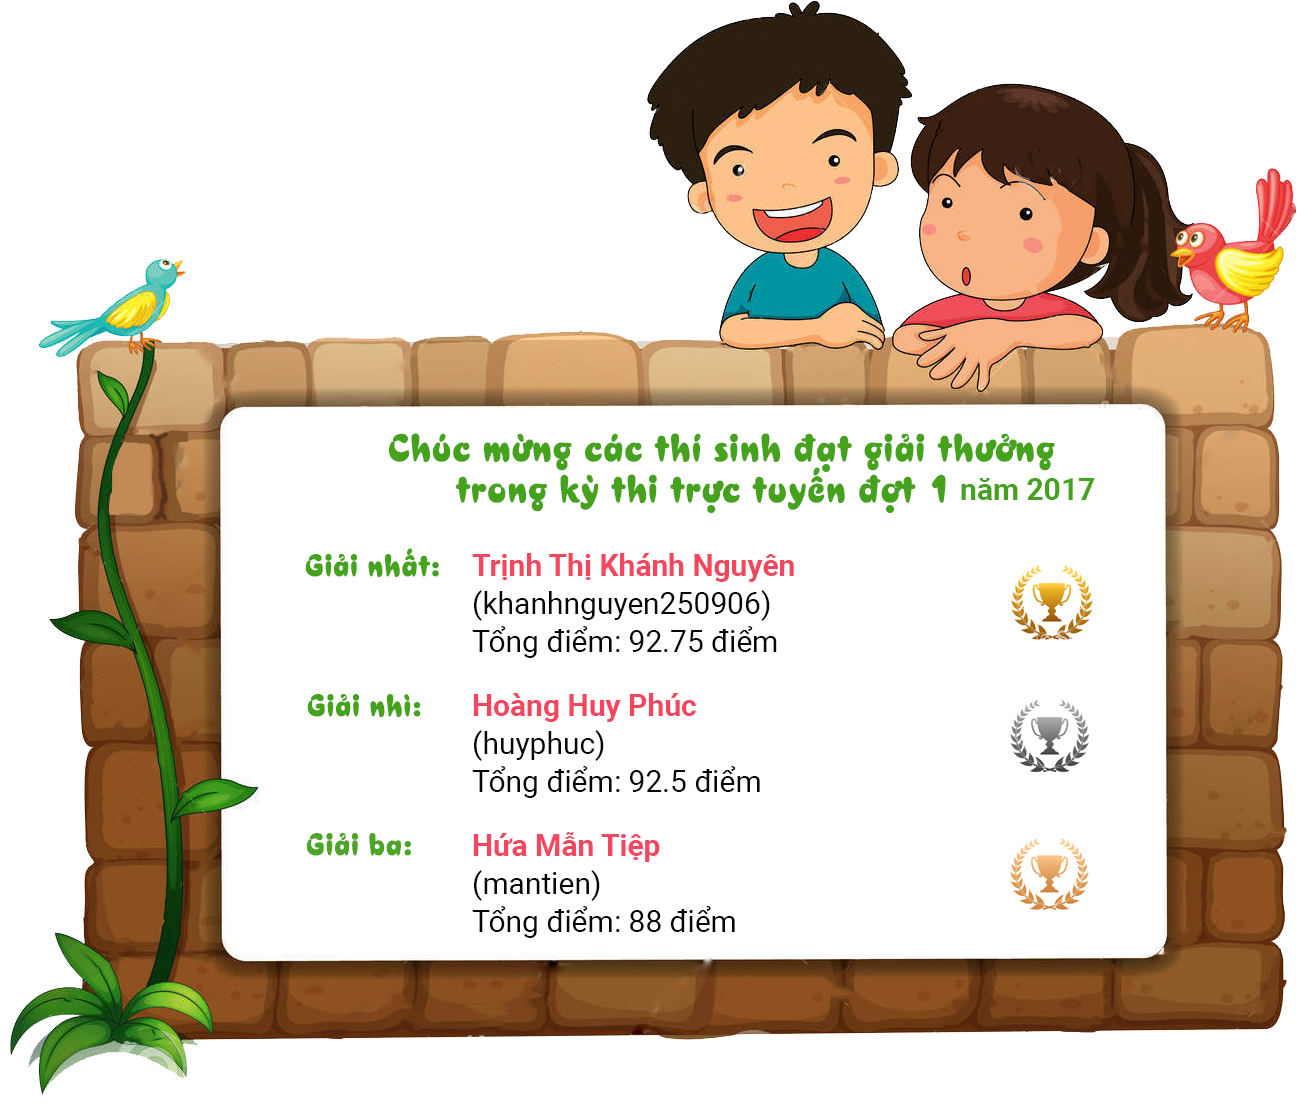 Chúc mừng các thí sinh đạt giải thưởng
trong kỳ thi trực tuyến đợt 1 năm 2017
Giải nhất: Trịnh Thị Khánh Nguyên
(khanhnguyen250906)
Tổng điểm: 92.75 điểm
Giải nhì: Hoàng Huy Phúc
(huyphuc)
Tổng điểm: 92.5 điểm
Giải ba: Hứa Mẫn Tiệp
(mantien)
Tổng điểm: 88 điểm